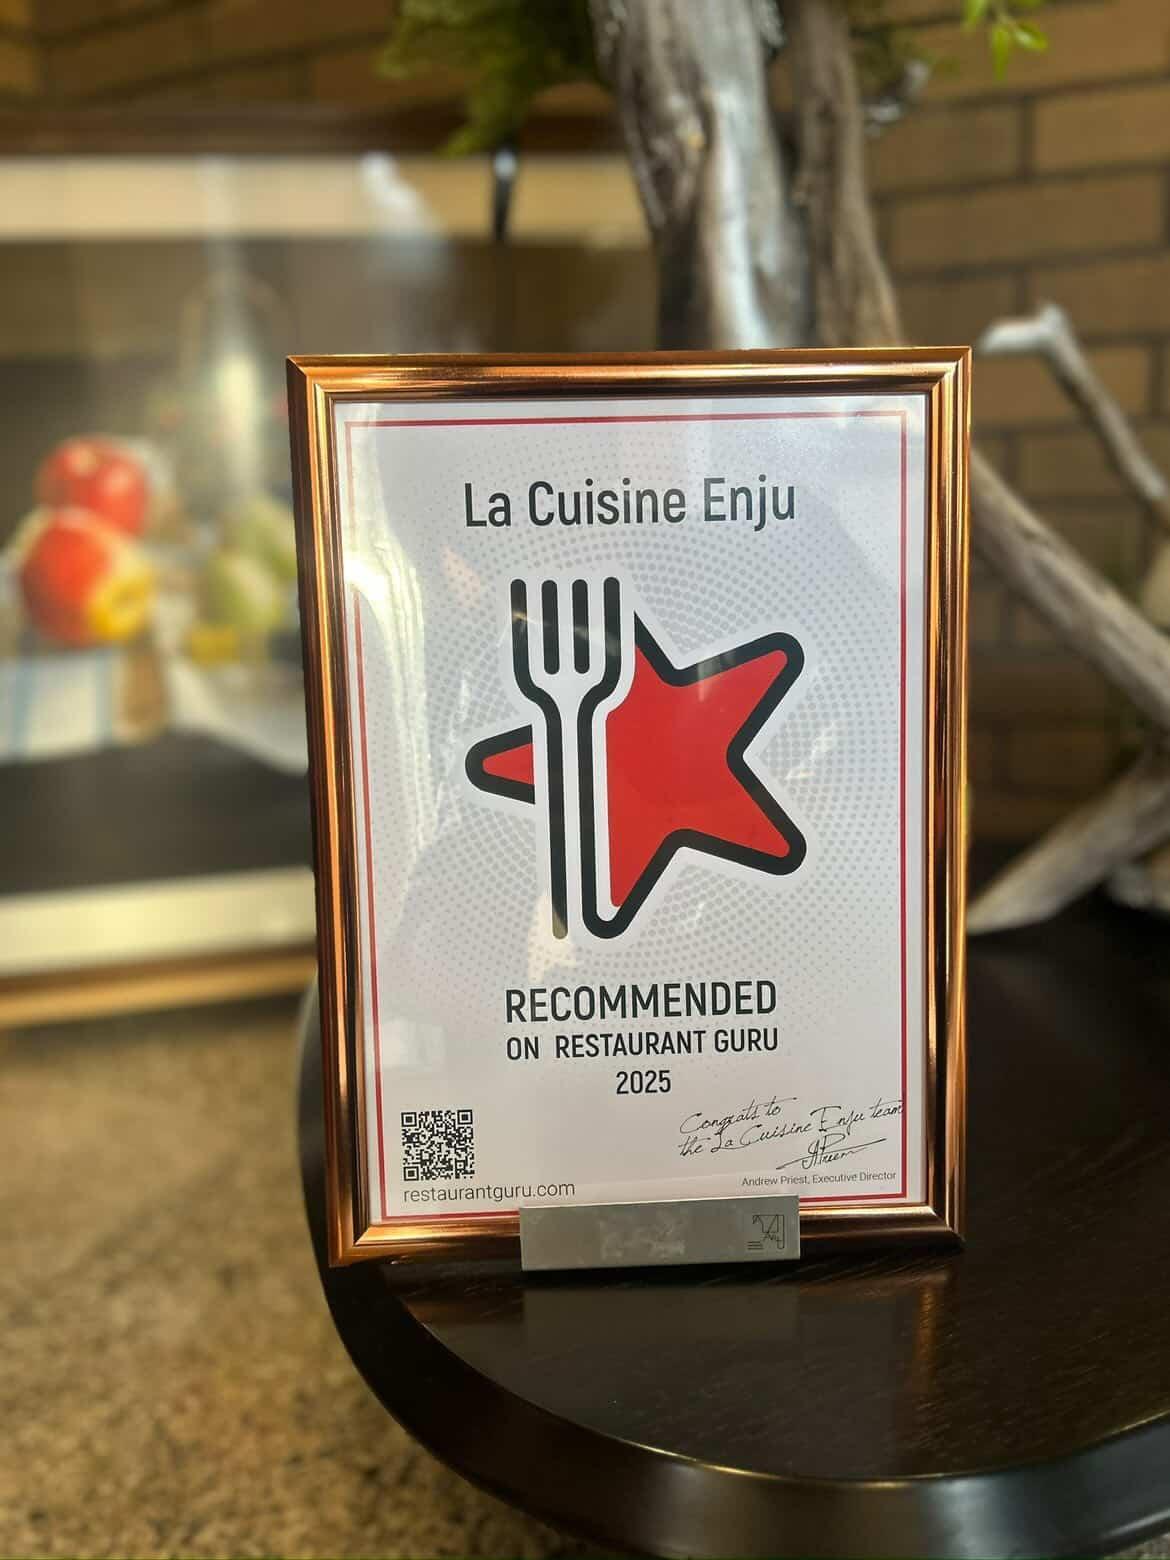 La Cuisine Enju
RECOMMENDED
ON RESTAURANT GURU
2025
Congrats to
the La Cuisine Enju team
restaurantguru.com
Andrew Priest, Executive Director